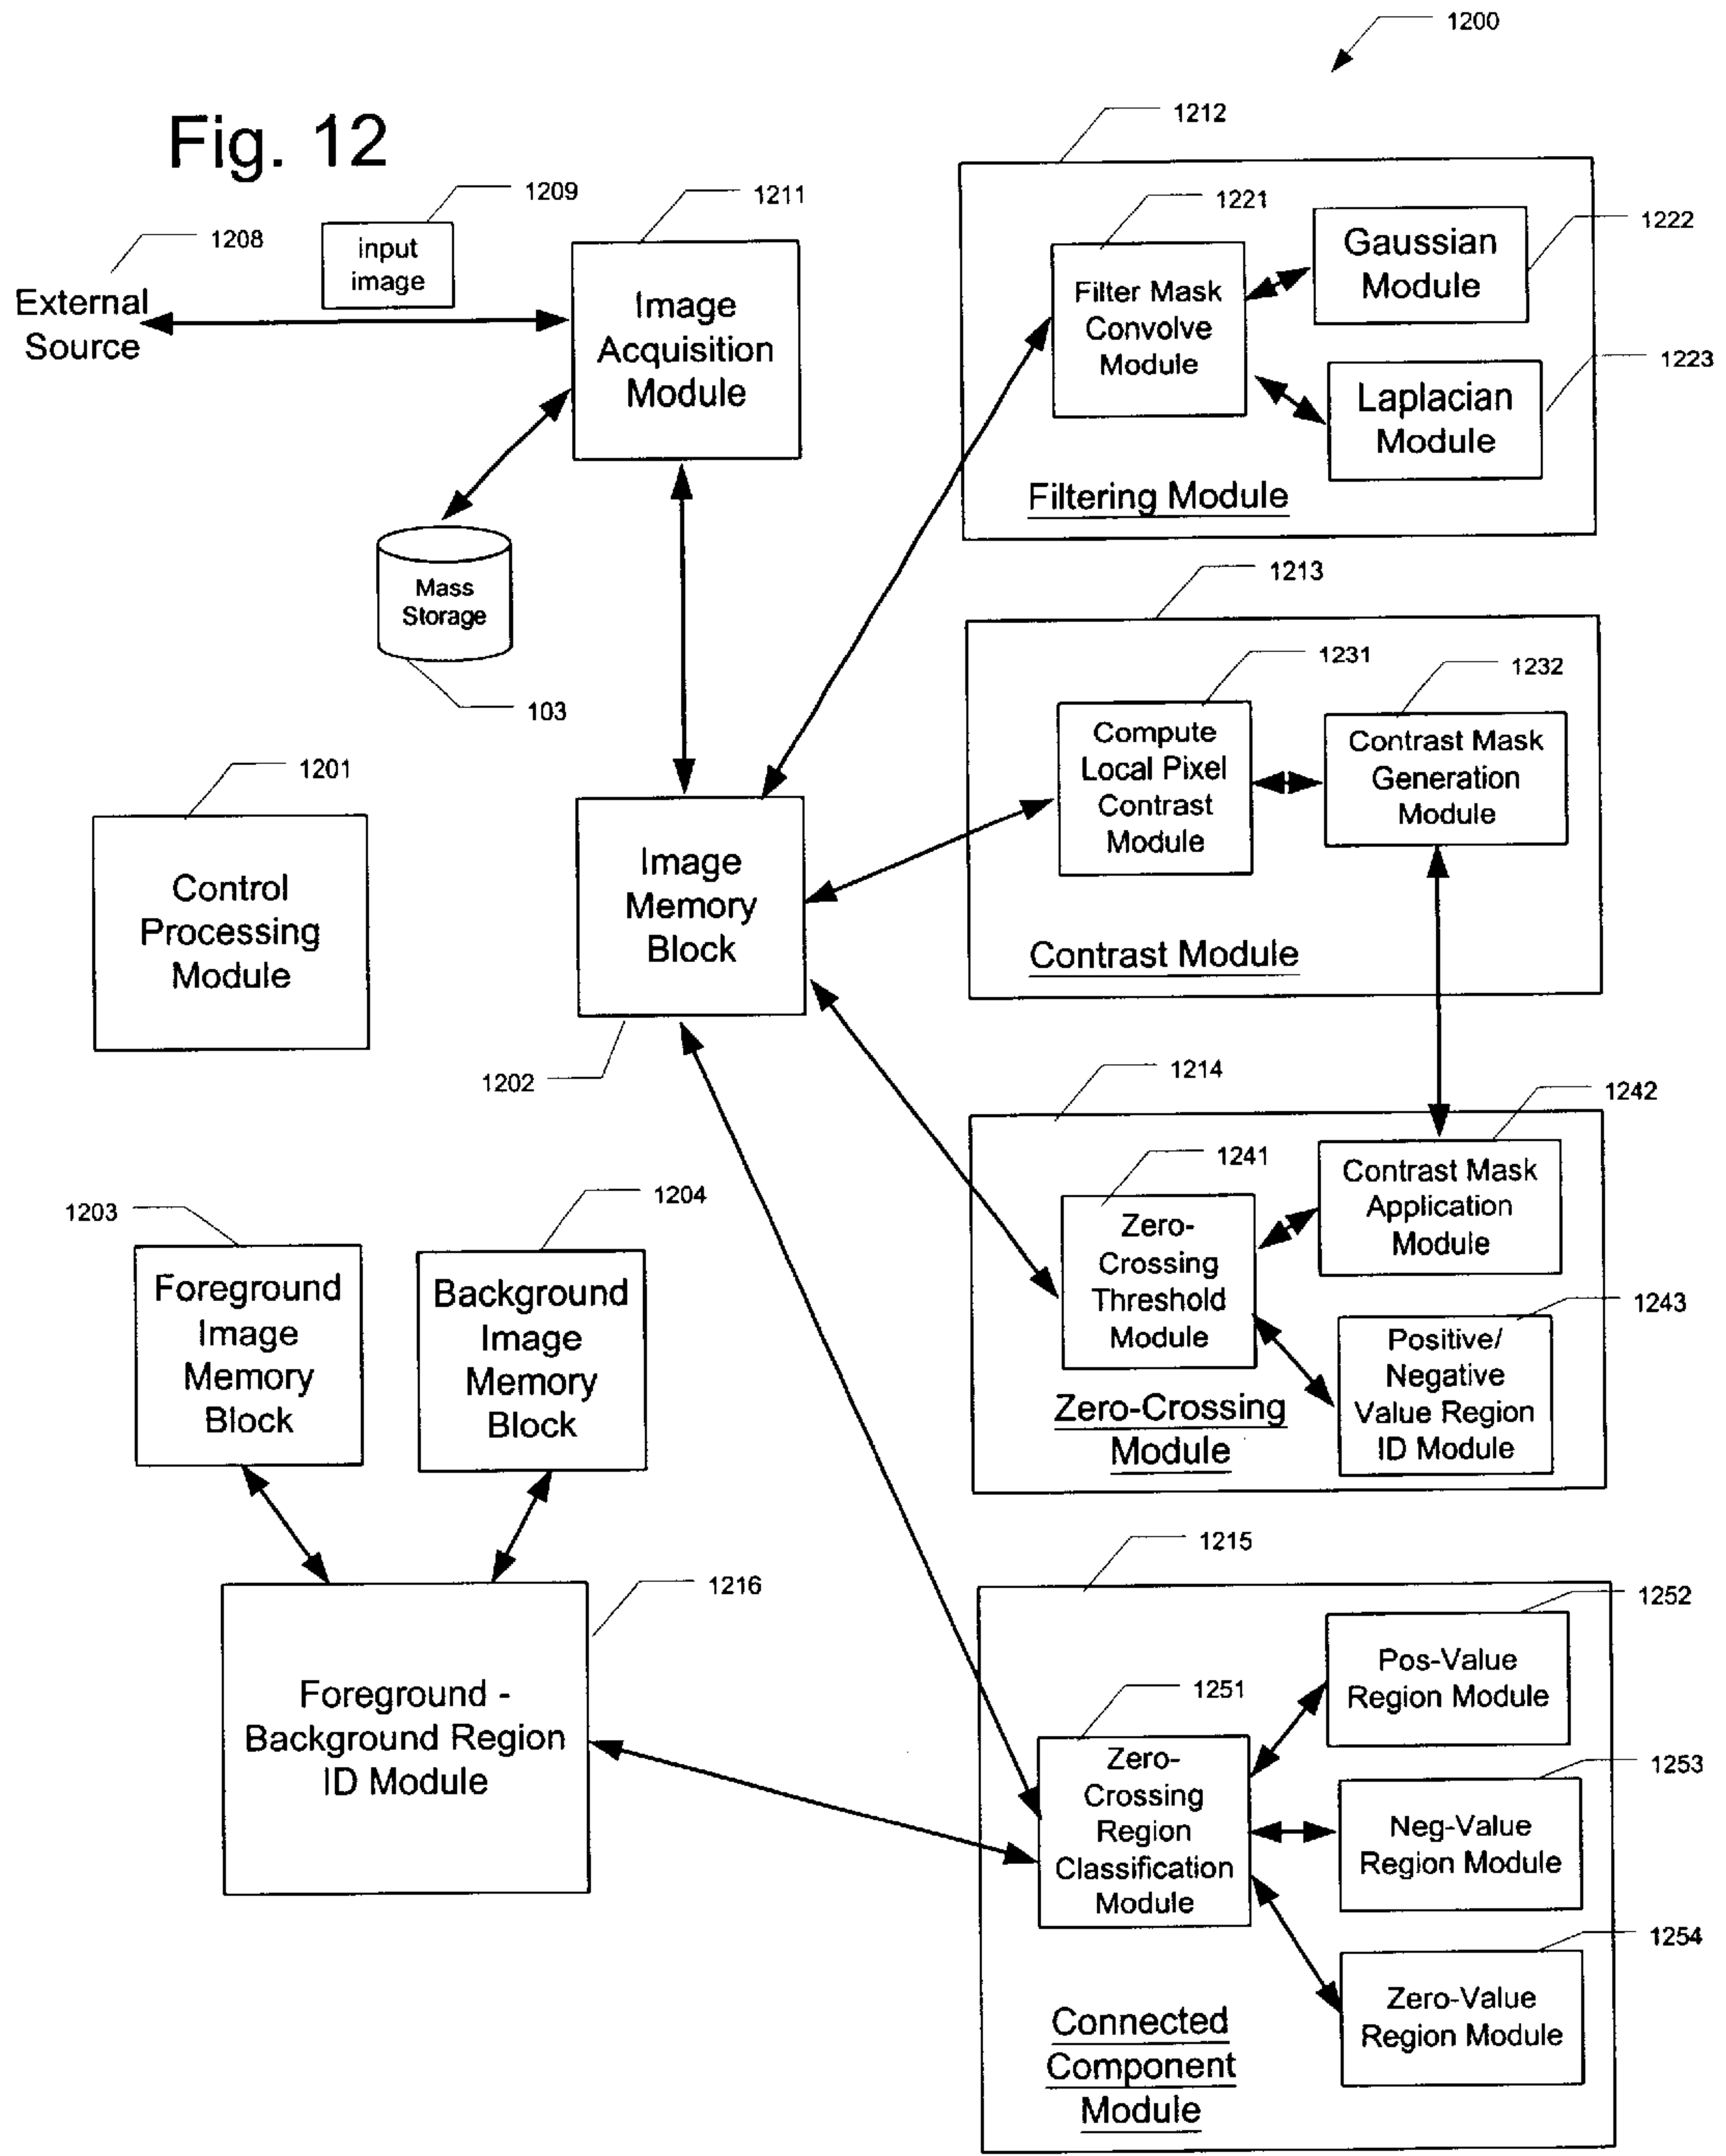 1200
Fig. 12
1212
1209
1211
1221
1208
input
image
Gaussian
Module
1222
External
Source
Image
Acquisition
Module
Filter Mask
Convolve
Module
1223
Laplacian
Module
Filtering Module
Mass
Storage
103
1213
1231
1232
Compute
Local Pixel
Contrast
Module
Contrast Mask
Generation
Module
1201
Control
Processing
Module
Image
Memory
Block
Contrast Module
1202
1214
1242
1241
Contrast Mask
Application
Module
1203
1204
Zero-
Crossing
Threshold
Module
Foreground
Image
Memory
Block
Background
Image
Memory
Block
1243
Positive/
Negative
Value Region
ID Module
Zero-Crossing
Module
1215
1216
1252
Pos-Value
Region Module
1251
Foreground -
Background Region
ID Module
Zero-
Crossing
Region
Classification
Module
1253
Neg-Value
Region Module
1254
Zero-Value
Region Module
Connected
Component
Module